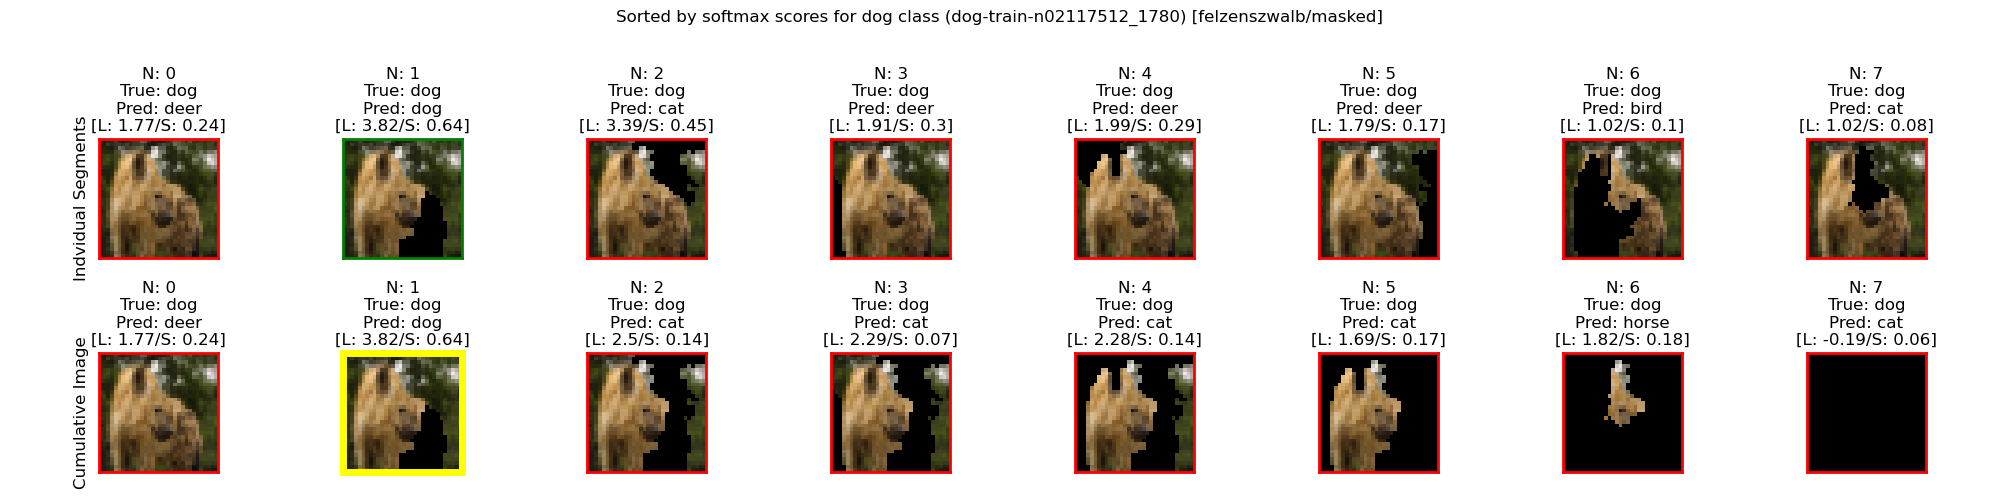 Sorted by softmax scores for dog class (dog-train-n02117512_1780) [felzenszwalb/masked]
Indvidual Segments
N: 0
True: dog
Pred: deer
[L: 1.77/S: 0.24]
N: 1
True: dog
Pred: dog
[L: 3.82/S: 0.64]
N: 2
True: dog
Pred: cat
[L: 3.39/S: 0.45]
N: 3
True: dog
Pred: deer
[L: 1.91/S: 0.3]
N: 4
True: dog
Pred: deer
[L: 1.99/S: 0.29]
N: 5
True: dog
Pred: deer
[L: 1.79/S: 0.17]
N: 6
True: dog
Pred: bird
[L: 1.02/S: 0.1]
N: 7
True: dog
Pred: cat
[L: 1.02/S: 0.08]
Cumulative Image
N: 0
True: dog
Pred: deer
[L: 1.77/S: 0.24]
N: 1
True: dog
Pred: dog
[L: 3.82/S: 0.64]
N: 2
True: dog
Pred: cat
[L: 2.5/S: 0.14]
N: 3
True: dog
Pred: cat
[L: 2.29/S: 0.07]
N: 4
True: dog
Pred: cat
[L: 2.28/S: 0.14]
N: 5
True: dog
Pred: cat
[L: 1.69/S: 0.17]
N: 6
True: dog
Pred: horse
[L: 1.82/S: 0.18]
N: 7
True: dog
Pred: cat
[L: -0.19/S: 0.06]